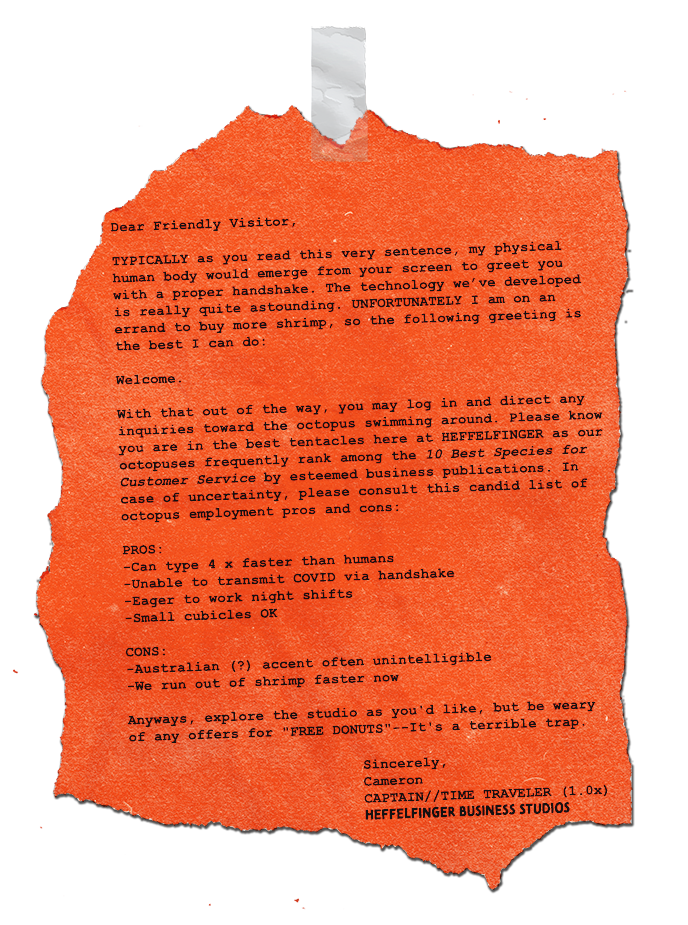 Dear Friendly Visitor,
TYPICALLY as you read this very sentence, my physical
human body would emerge from your screen to greet you
with a proper handshake. The technology we've developed
is really quite astounding. UNFORTUNATELY I am on an
errand to buy more shrimp, so the following greeting is
the best I can do:
Welcome.
With that out of the way, you may log in and direct any
inquiries toward the octopus swimming around. Please know
you are in the best tentacles here at HEFFELFINGER as our
octopuses frequently rank among the 10 Best Species for
Customer Service by esteemed business publications. In
case of uncertainty, please consult this candid list of
octopus employment pros and cons:
PROS:
-Can type 4 x faster than humans
-Unable to transmit COVID via handshake
-Eager to work night shifts
-Small cubicles OK
CONS:
-Australian (?) accent often unintelligible
-We run out of shrimp faster now
Anyways, explore the studio as you'd like, but be weary
of any offers for "FREE DONUTS"--It's a terrible trap.
Sincerely,
Cameron
CAPTAIN//TIME TRAVELER (1.0x)
HEFFELFINGER BUSINESS STUDIOS